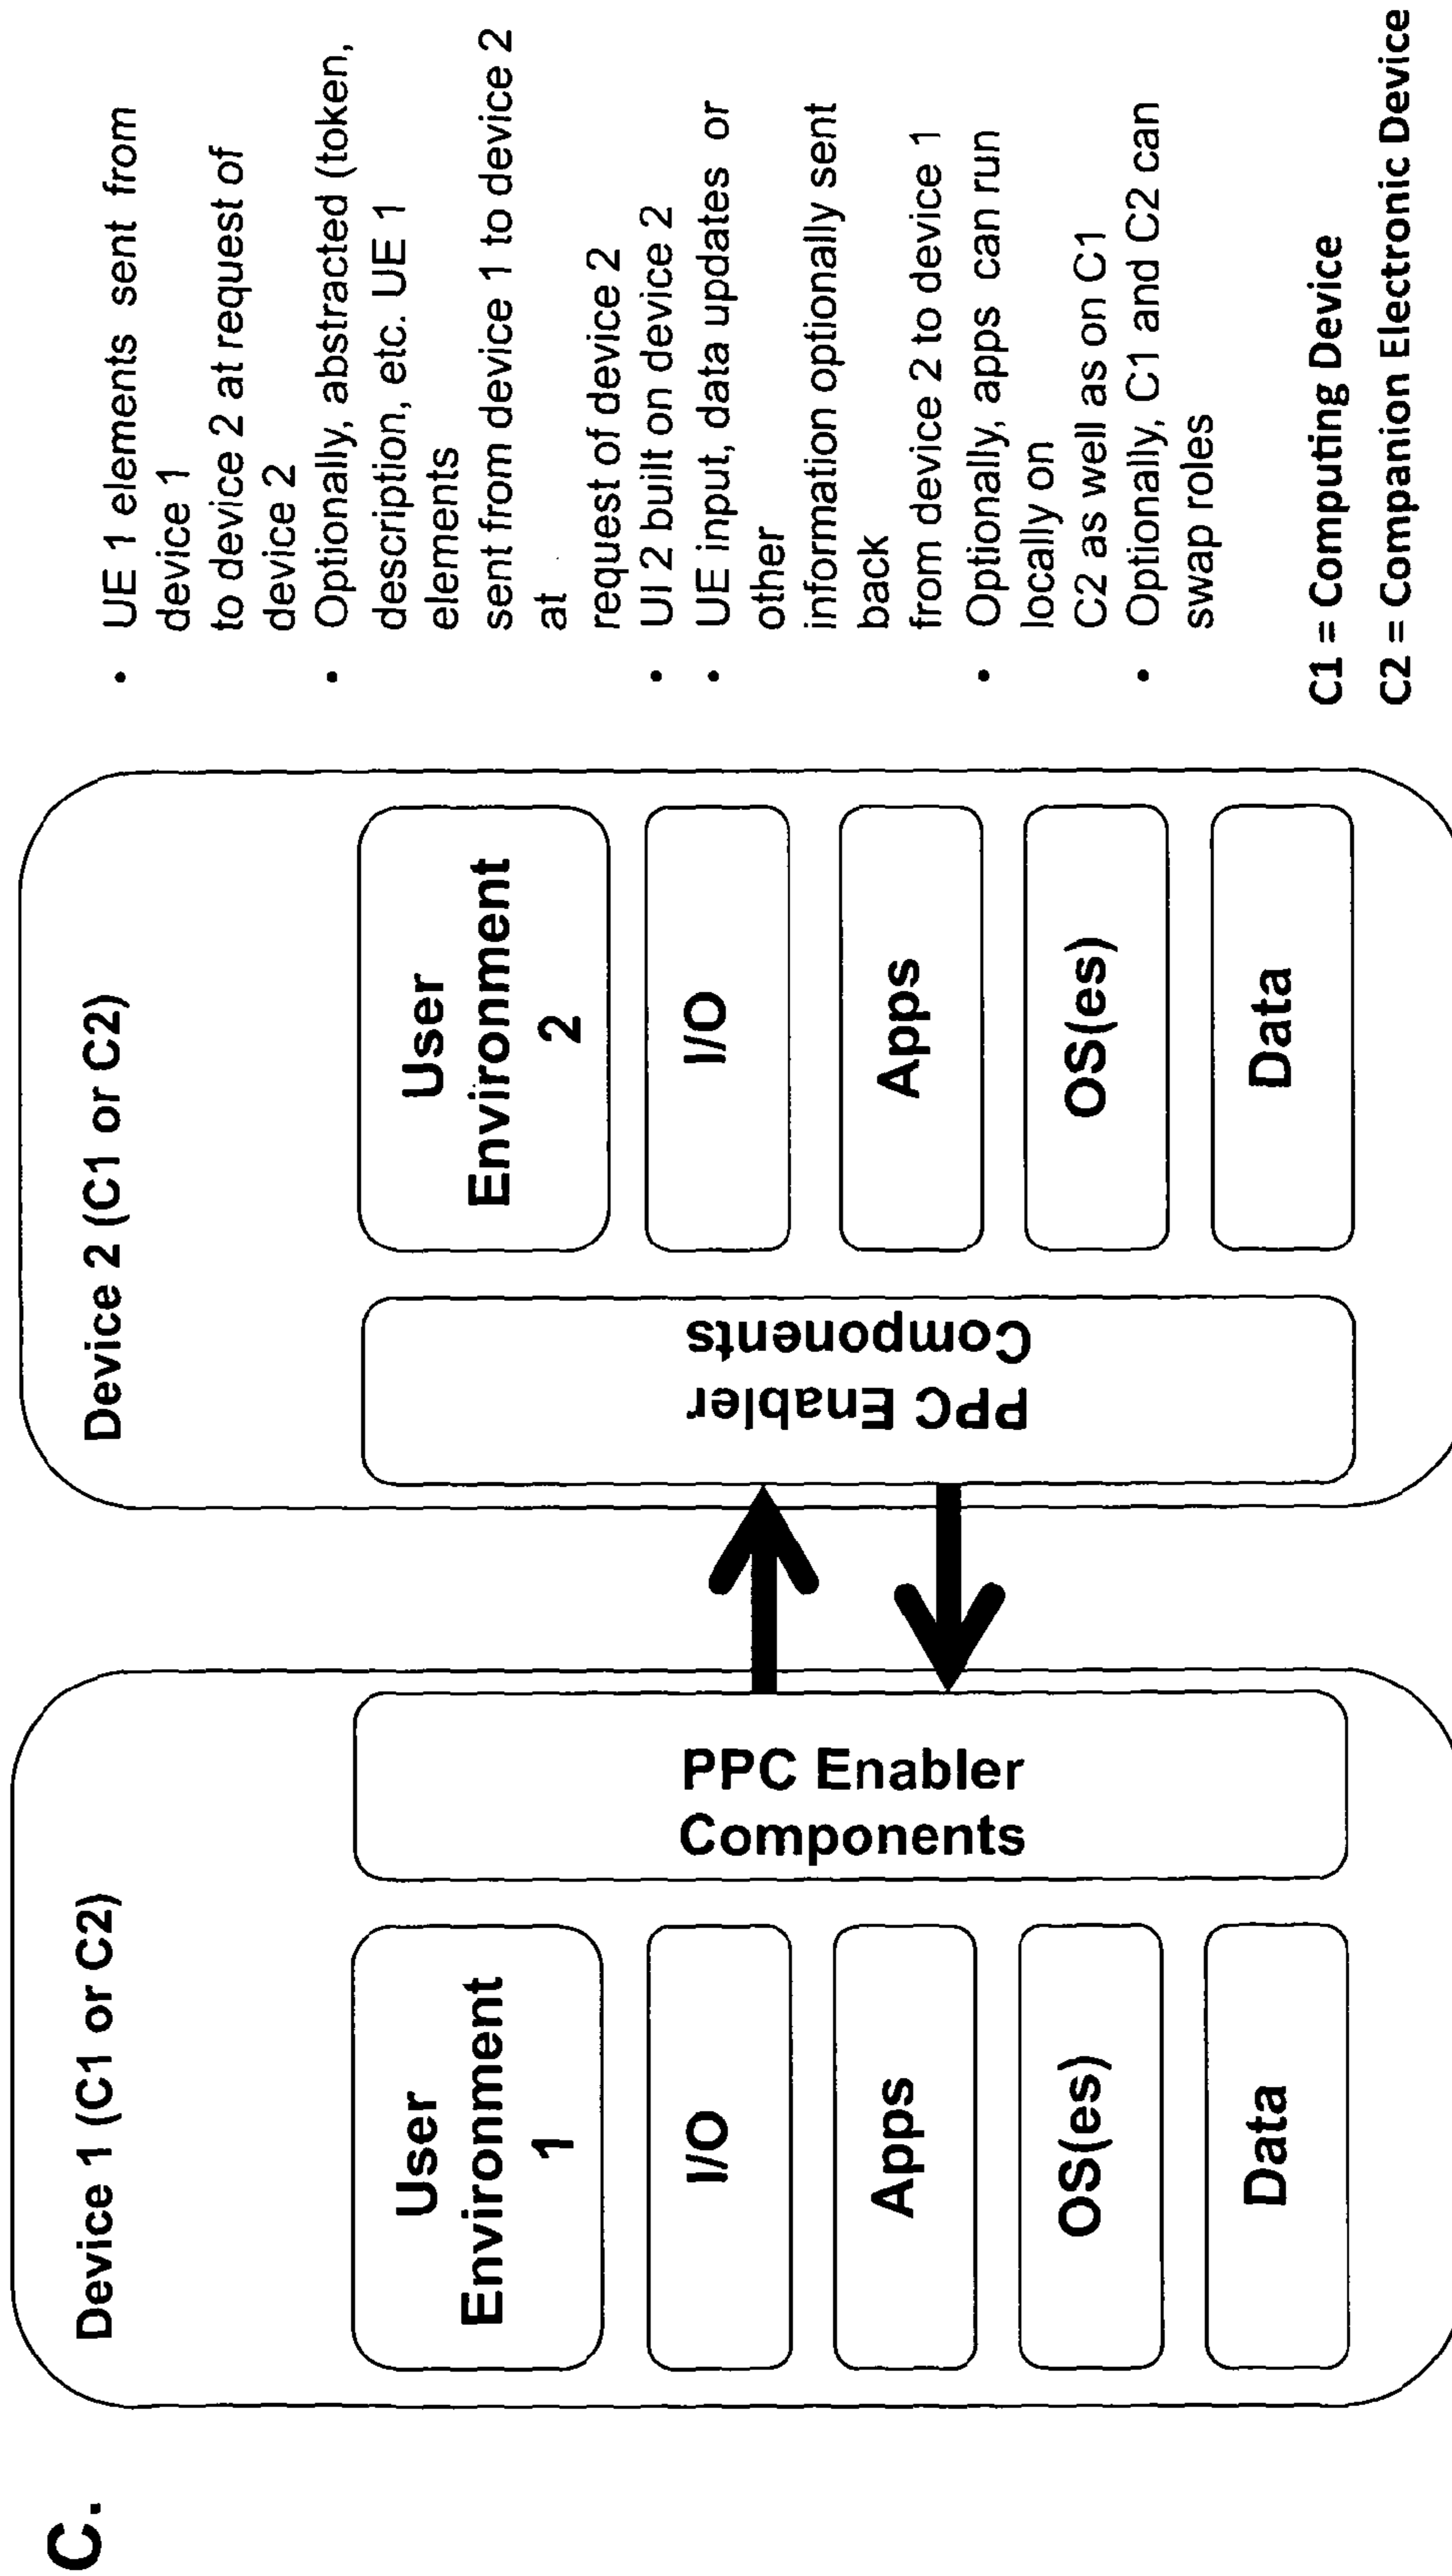 C.
Device 1 (C1 or C2)
User
Environment
1
I/O
Apps
OS(es)
Data
PPC Enabler
Components
Device 2 (C1 or C2)
PPC Enabler
Components
User
Environment
2
I/O
Apps
OS(es)
Data
• UE 1 elements sent from
device 1
to device 2 at request of
device 2
• Optionally, abstracted (token,
description, etc. UE 1
elements
sent from device 1 to device 2
at
request of device 2
• UI 2 built on device 2
• UE input, data updates or
other
information optionally sent
back
from device 2 to device 1
• Optionally, apps can run
locally on
C2 as well as on C1
• Optionally, C1 and C2 can
swap roles
C1 = Computing Device
C2 = Companion Electronic Device